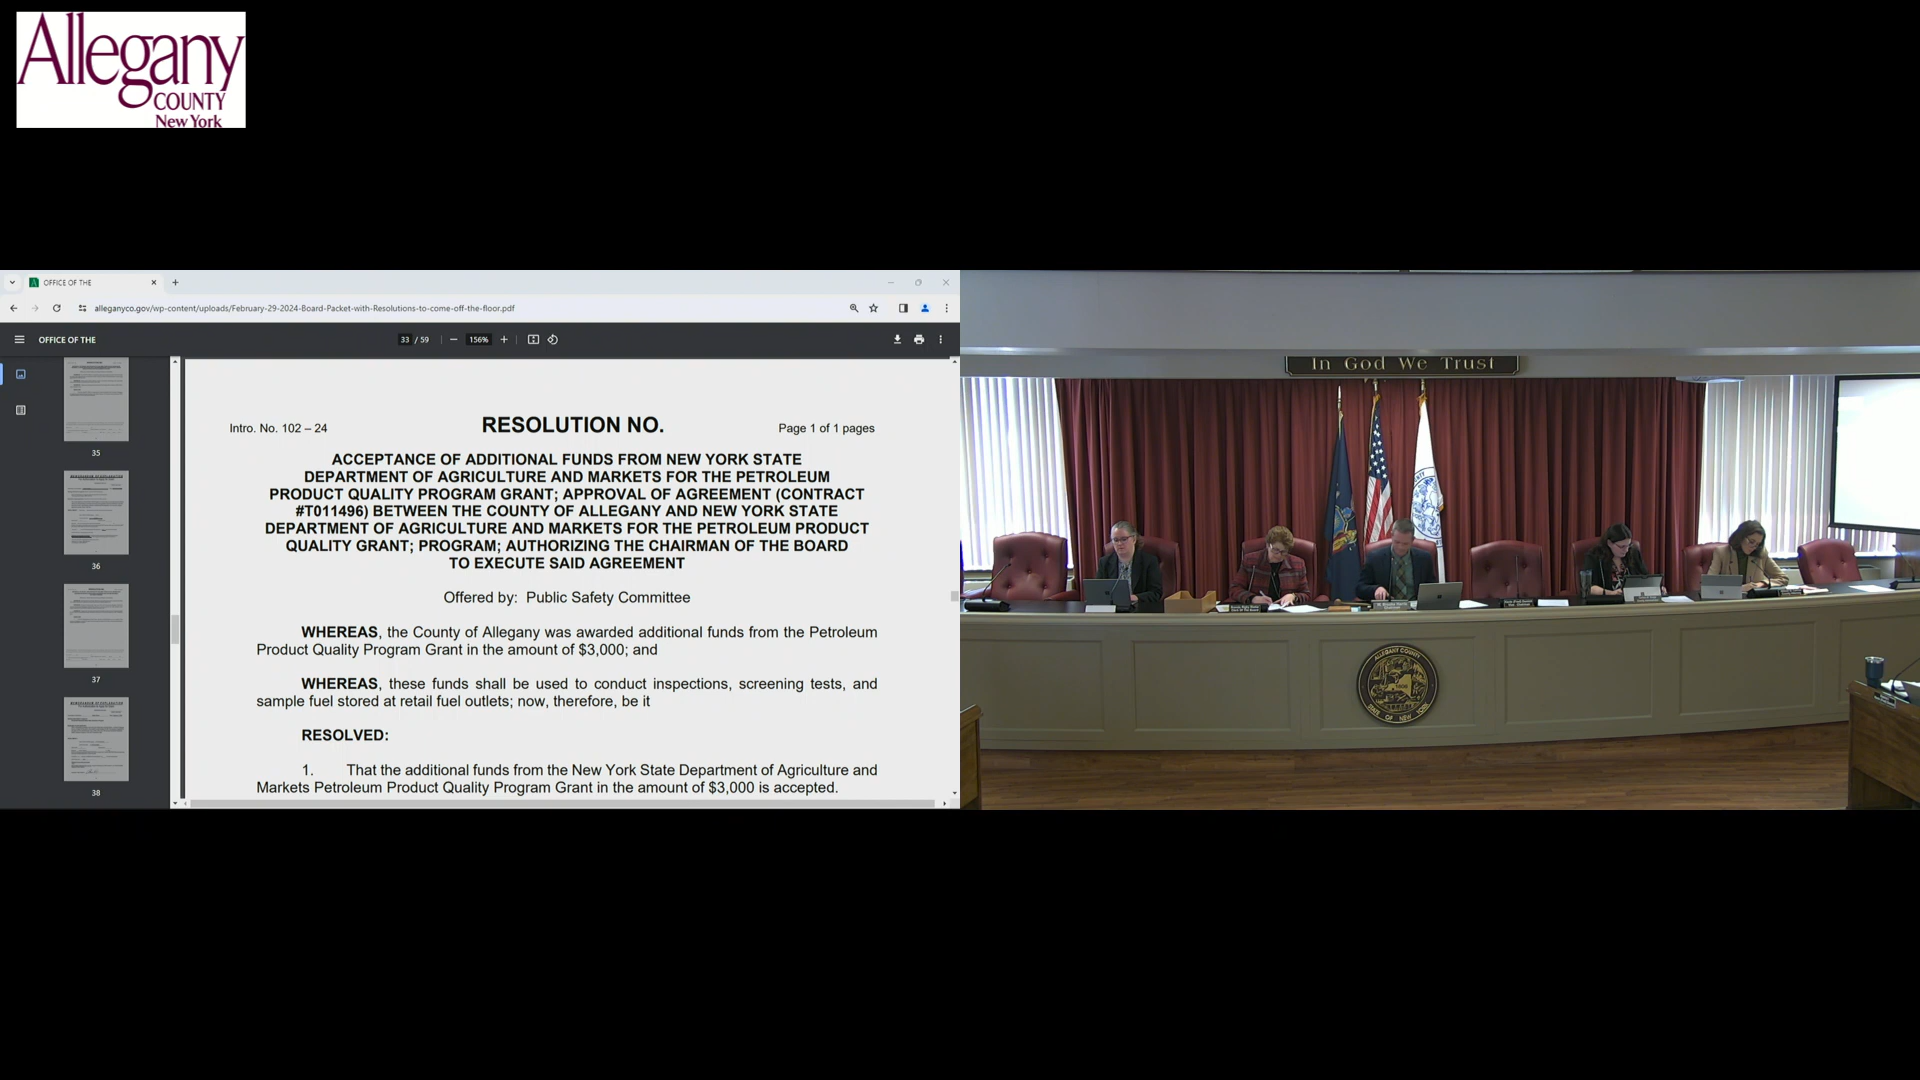 Allegany
COUNTY
New York
OFFICE OF THE
alleganyco.gov/wp-content/uploads/February-29-2024-Board-Packet-with-Resolutions-to-come-off-the-floor.pdf
OFFICE OF THE
33 / 59
156%
35
36
37
38
Intro. No. 102 – 24
RESOLUTION NO.
Page 1 of 1 pages
ACCEPTANCE OF ADDITIONAL FUNDS FROM NEW YORK STATE
DEPARTMENT OF AGRICULTURE AND MARKETS FOR THE PETROLEUM
PRODUCT QUALITY PROGRAM GRANT; APPROVAL OF AGREEMENT (CONTRACT
#T011496) BETWEEN THE COUNTY OF ALLEGANY AND NEW YORK STATE
DEPARTMENT OF AGRICULTURE AND MARKETS FOR THE PETROLEUM PRODUCT
QUALITY GRANT; PROGRAM; AUTHORIZING THE CHAIRMAN OF THE BOARD
TO EXECUTE SAID AGREEMENT
Offered by: Public Safety Committee
WHEREAS, the County of Allegany was awarded additional funds from the Petroleum
Product Quality Program Grant in the amount of $3,000; and
WHEREAS, these funds shall be used to conduct inspections, screening tests, and
sample fuel stored at retail fuel outlets; now, therefore, be it
RESOLVED:
1. That the additional funds from the New York State Department of Agriculture and
Markets Petroleum Product Quality Program Grant in the amount of $3,000 is accepted.
In God We Trust
ALLEGANY COUNTY
STATE OF NEW YORK